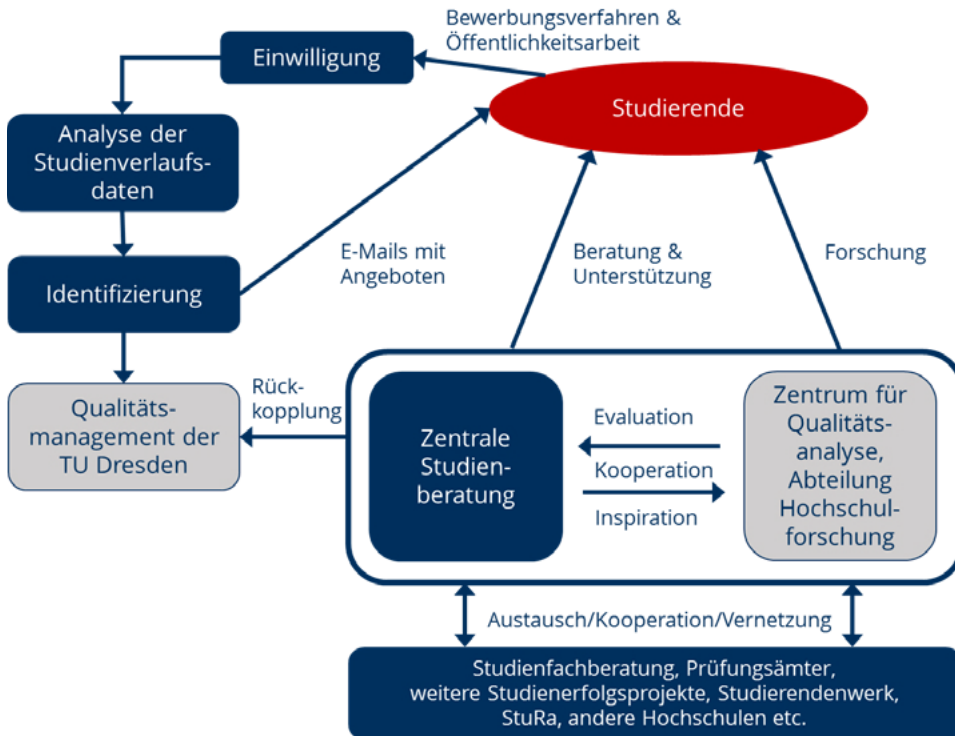 Bewerbungsverfahren &
Öffentlichkeitsarbeit
Einwilligung
Studierende
Analyse der
Studienverlaufs-
daten
E-Mails mit
Angeboten
Beratung &
Unterstützung
Forschung
Identifizierung
Rück-
kopplung
Qualitäts-
management der
TU Dresden
Zentrale
Studien-
beratung
Evaluation
Kooperation
Inspiration
Zentrum für
Qualitäts-
analyse,
Abteilung
Hochschul-
forschung
Austausch/Kooperation/Vernetzung
Studienfachberatung, Prüfungsämter,
weitere Studienerfolgsprojekte, Studierendenwerk,
StuRa, andere Hochschulen etc.